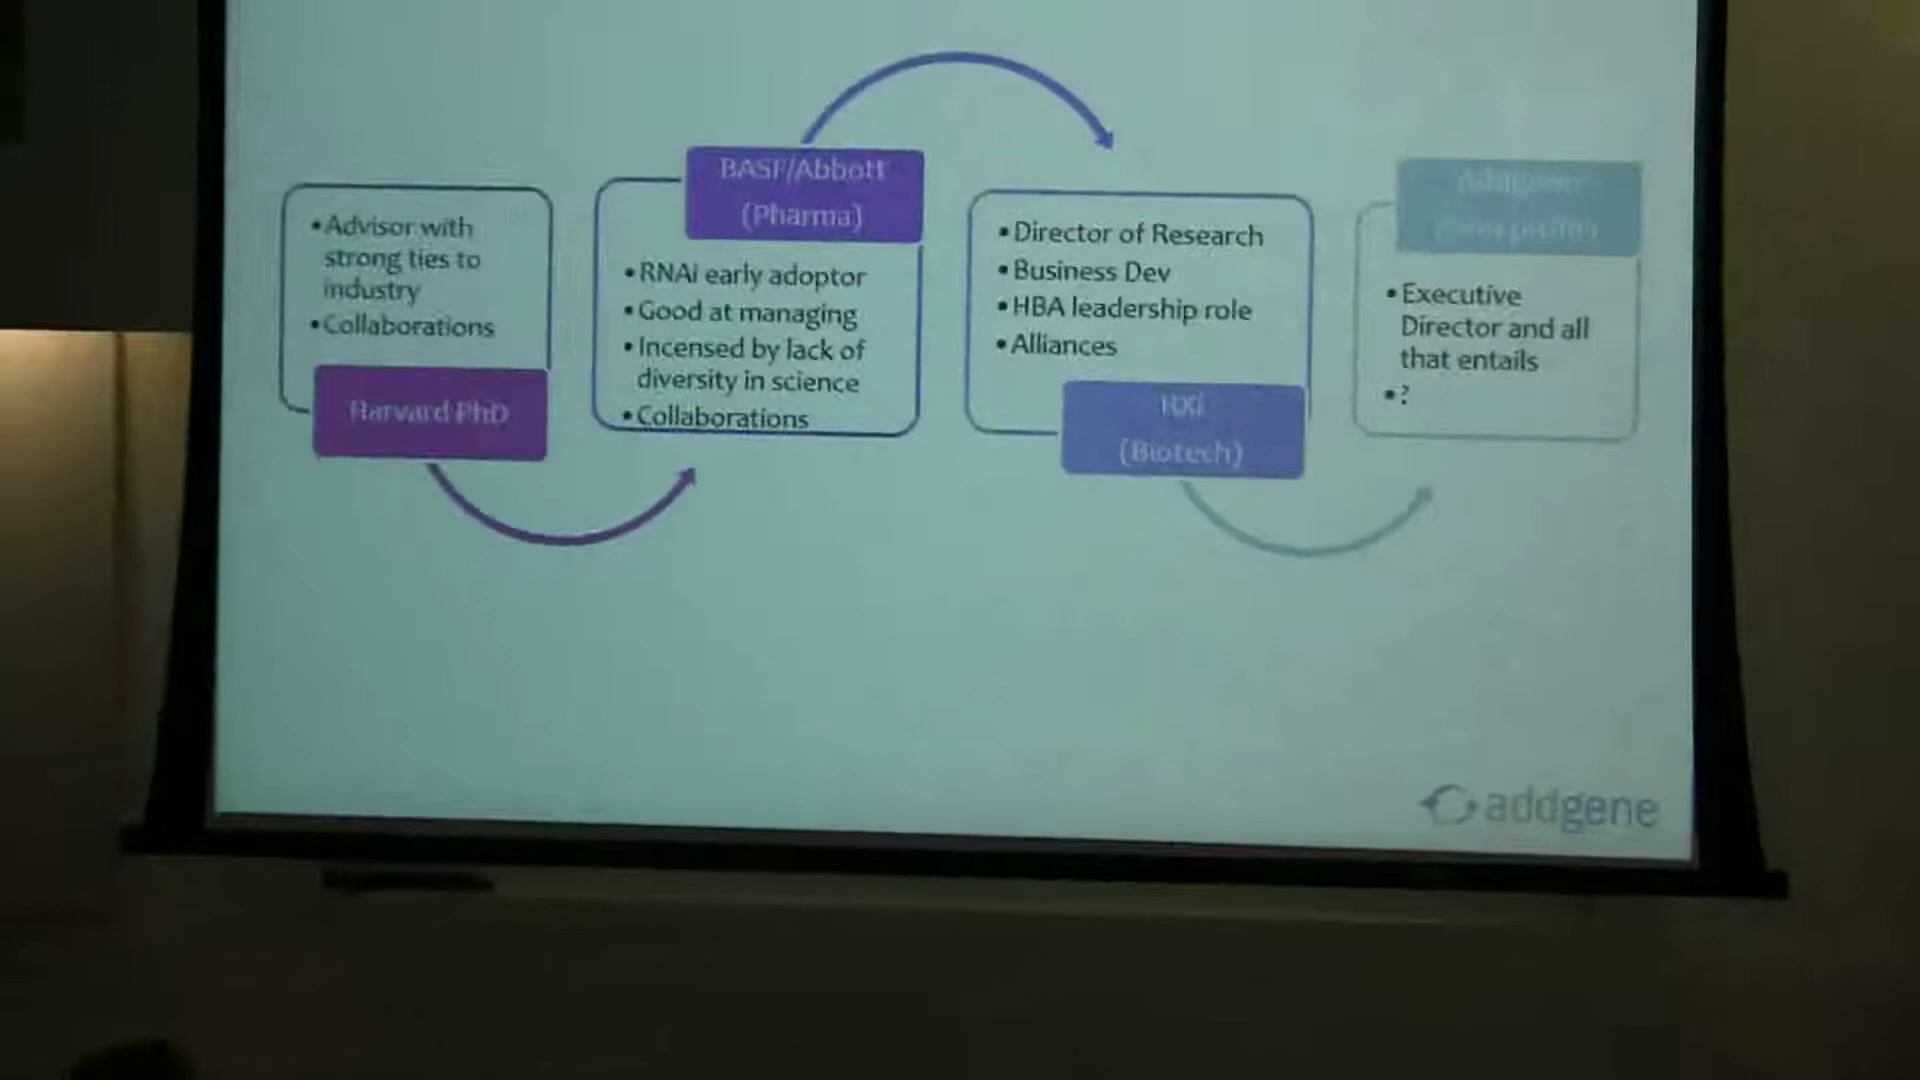 • Advisor with
strong ties to
industry
• Collaborations
Harvard PhD
BASF/Abbott
(Pharma)
• RNAi early adoptor
• Good at managing
• Incensed by lack of
diversity in science
• Collaborations
• Director of Research
• Business Dev
• HBA leadership role
• Alliances
RXi
(Biotech)
• Executive
Director and all
that entails
• ?
addgene